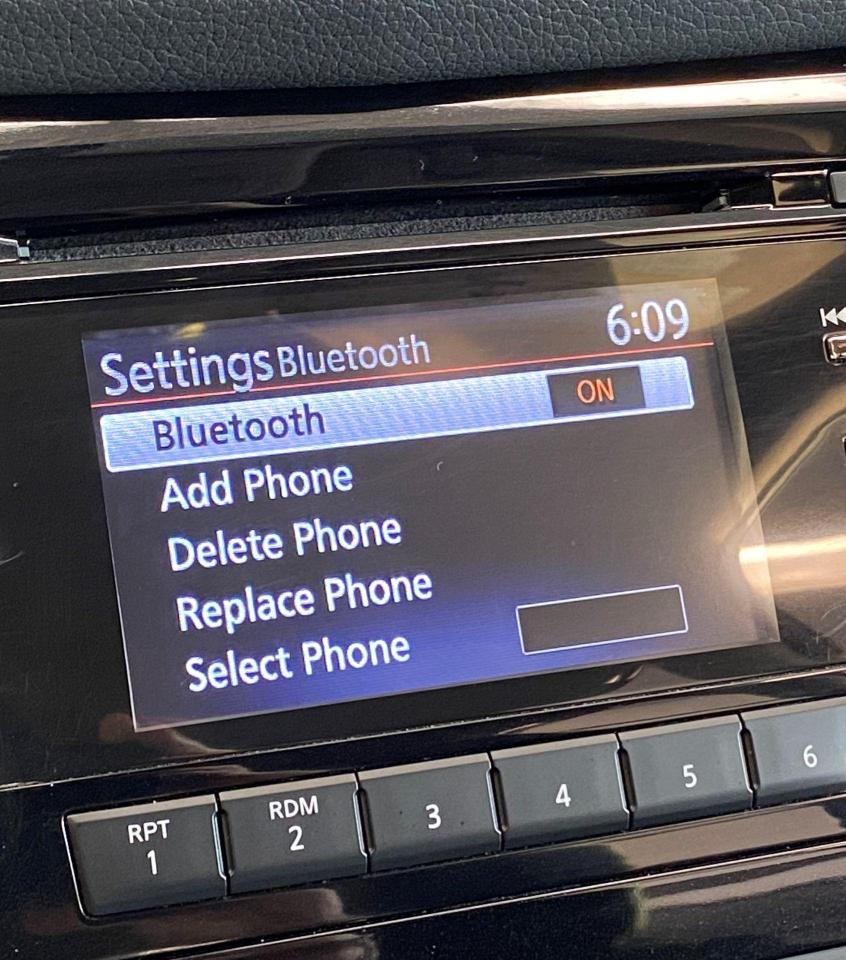 Settings Bluetooth 6:09
Bluetooth ON
Add Phone
Delete Phone
Replace Phone
Select Phone
RPT RDM
1 2 3 4 5 6